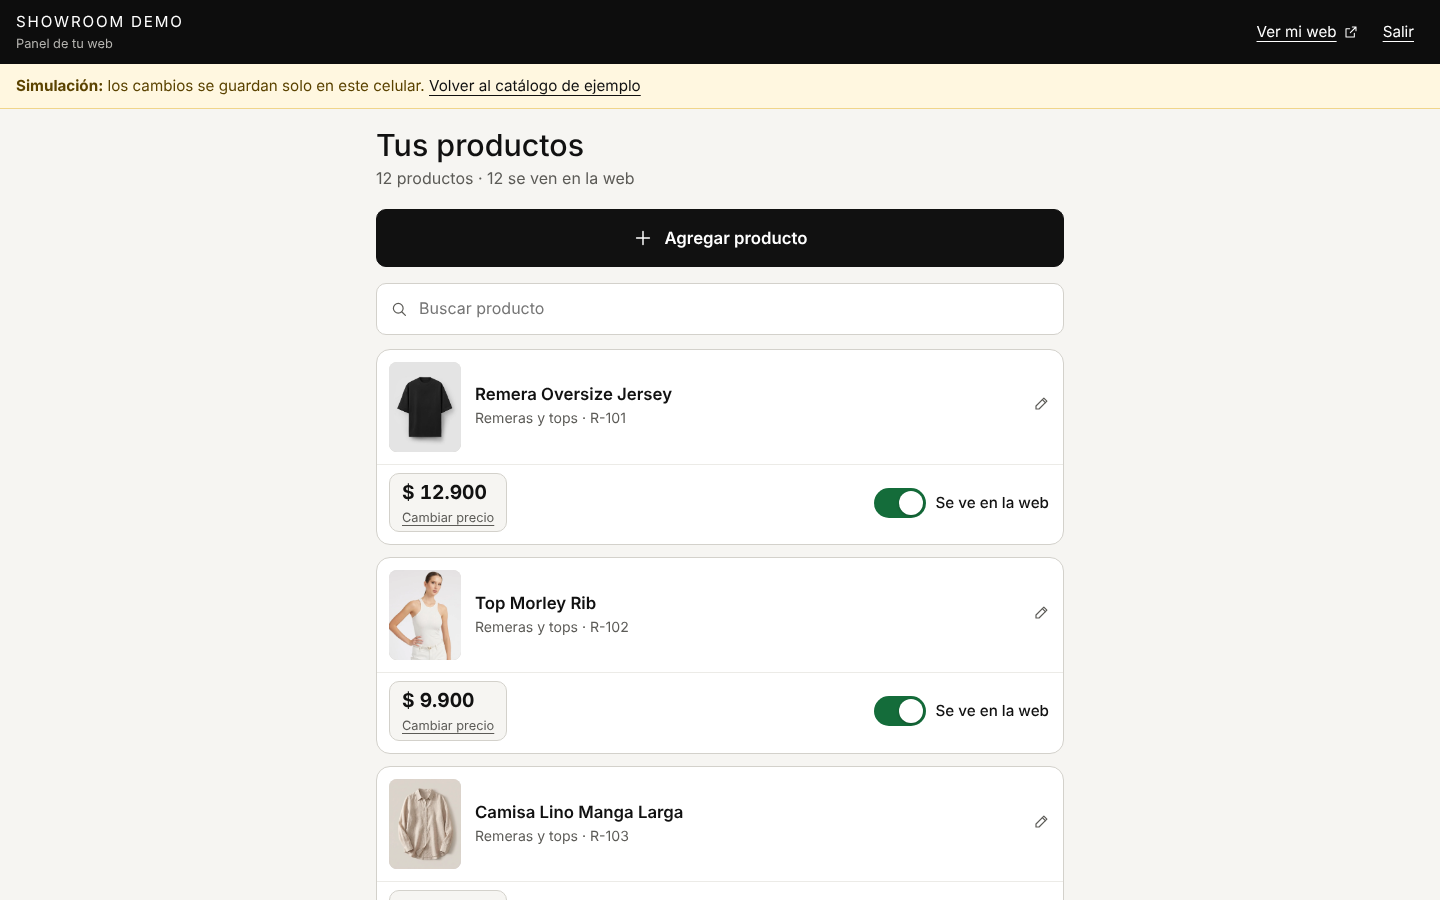 SHOWROOM DEMO
Panel de tu web
Ver mi web
Salir
Simulación: los cambios se guardan solo en este celular. Volver al catálogo de ejemplo
Tus productos
12 productos · 12 se ven en la web
Agregar producto
Buscar producto
Remera Oversize Jersey
Remeras y tops · R-101
$ 12.900
Cambiar precio
Se ve en la web
Top Morley Rib
Remeras y tops · R-102
$ 9.900
Cambiar precio
Se ve en la web
Camisa Lino Manga Larga
Remeras y tops · R-103